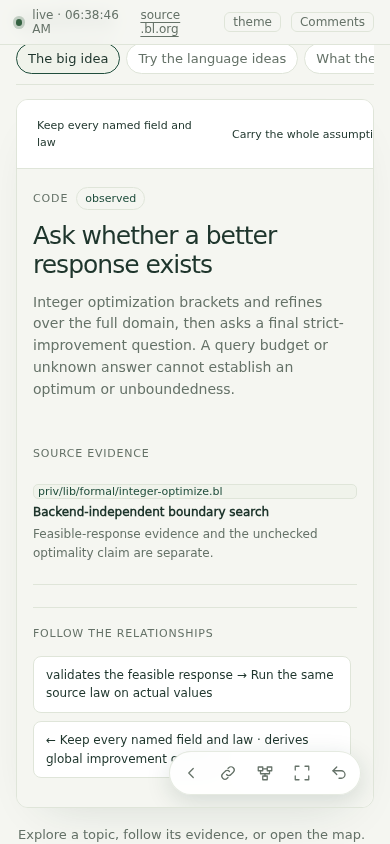 live · 06:38:46 AM
source .bl.org
theme
Comments
The big idea
Try the language ideas
What the
Keep every named field and law
Carry the whole assumpti
CODE
observed
Ask whether a better
response exists
Integer optimization brackets and refines
over the full domain, then asks a final strict-
improvement question. A query budget or
unknown answer cannot establish an
optimum or unboundedness.
SOURCE EVIDENCE
priv/lib/formal/integer-optimize.bl
Backend-independent boundary search
Feasible-response evidence and the unchecked
optimality claim are separate.
FOLLOW THE RELATIONSHIPS
validates the feasible response → Run the same
source law on actual values
← Keep every named field and law · derives
global improvement
Explore a topic, follow its evidence, or open the map.